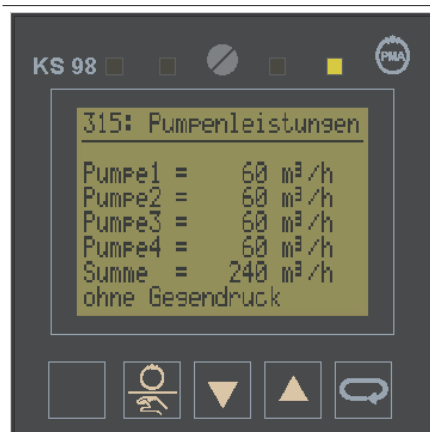 KS 98
PMA
315: Pumpenleistungen
Pumpe1 = 60 m³/h
Pumpe2 = 60 m³/h
Pumpe3 = 60 m³/h
Pumpe4 = 60 m³/h
Summe = 240 m³/h
ohne Gegendruck